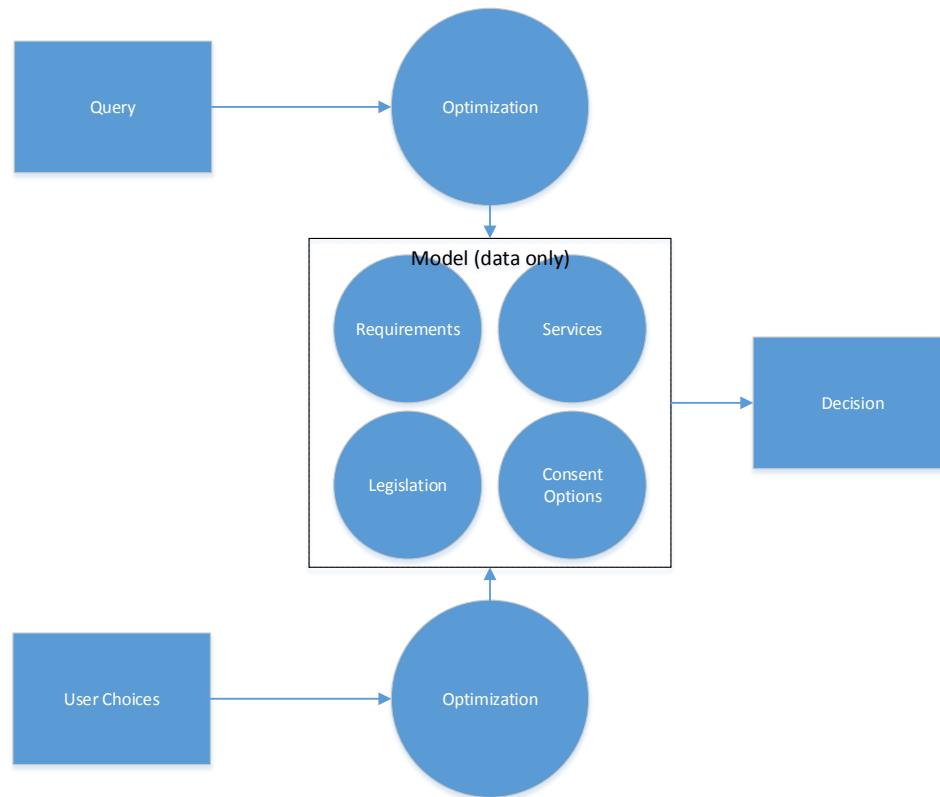 Query
Optimization
Model (data only)
Requirements
Services
Decision
Legislation
Consent
Options
User Choices
Optimization